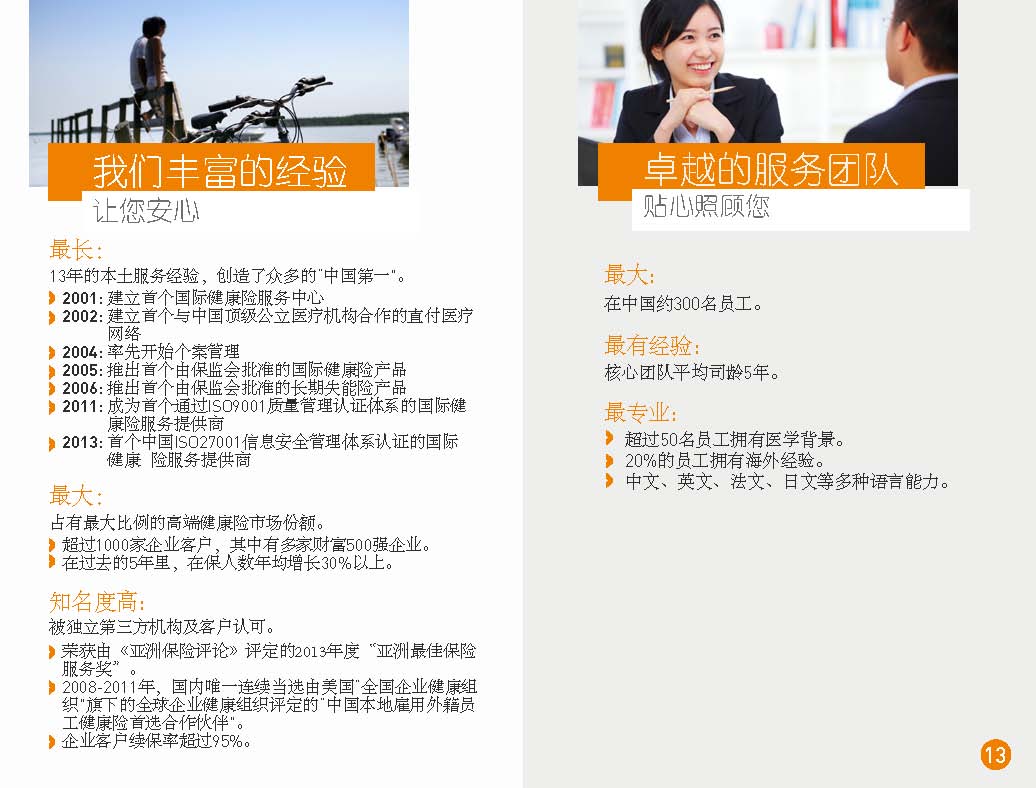 我们丰富的经验
让您安心
最长:
13年的本土服务经验，创造了众多的"中国第一"。
2001: 建立首个国际健康险服务中心
2002: 建立首个与中国顶级公立医疗机构合作的直付医疗
网络
2004: 率先开始个案管理
2005: 推出首个由保监会批准的国际健康险产品
2006: 推出首个由保监会批准的长期失能险产品
2011: 成为首个通过ISO9001质量管理认证体系的国际健
康险服务提供商
2013: 首个中国ISO27001信息安全管理体系认证的国际
健康 险服务提供商
最大:
占有最大比例的高端健康险市场份额。
超过1000家企业客户，其中有多家财富500强企业。
在过去的5年里，在保人数年均增长30%以上。
知名度高:
被独立第三方机构及客户认可。
荣获由《亚洲保险评论》评定的2013年度“亚洲最佳保险
服务奖”。
2008-2011年，国内唯一连续当选由美国"全国企业健康组
织"旗下的全球企业健康组织评定的"中国本地雇用外籍员
工健康险首选合作伙伴"。
企业客户续保率超过95%。
卓越的服务团队
贴心照顾您
最大:
在中国约300名员工。
最有经验:
核心团队平均司龄5年。
最专业:
超过50名员工拥有医学背景。
20%的员工拥有海外经验。
中文、英文、法文、日文等多种语言能力。
13